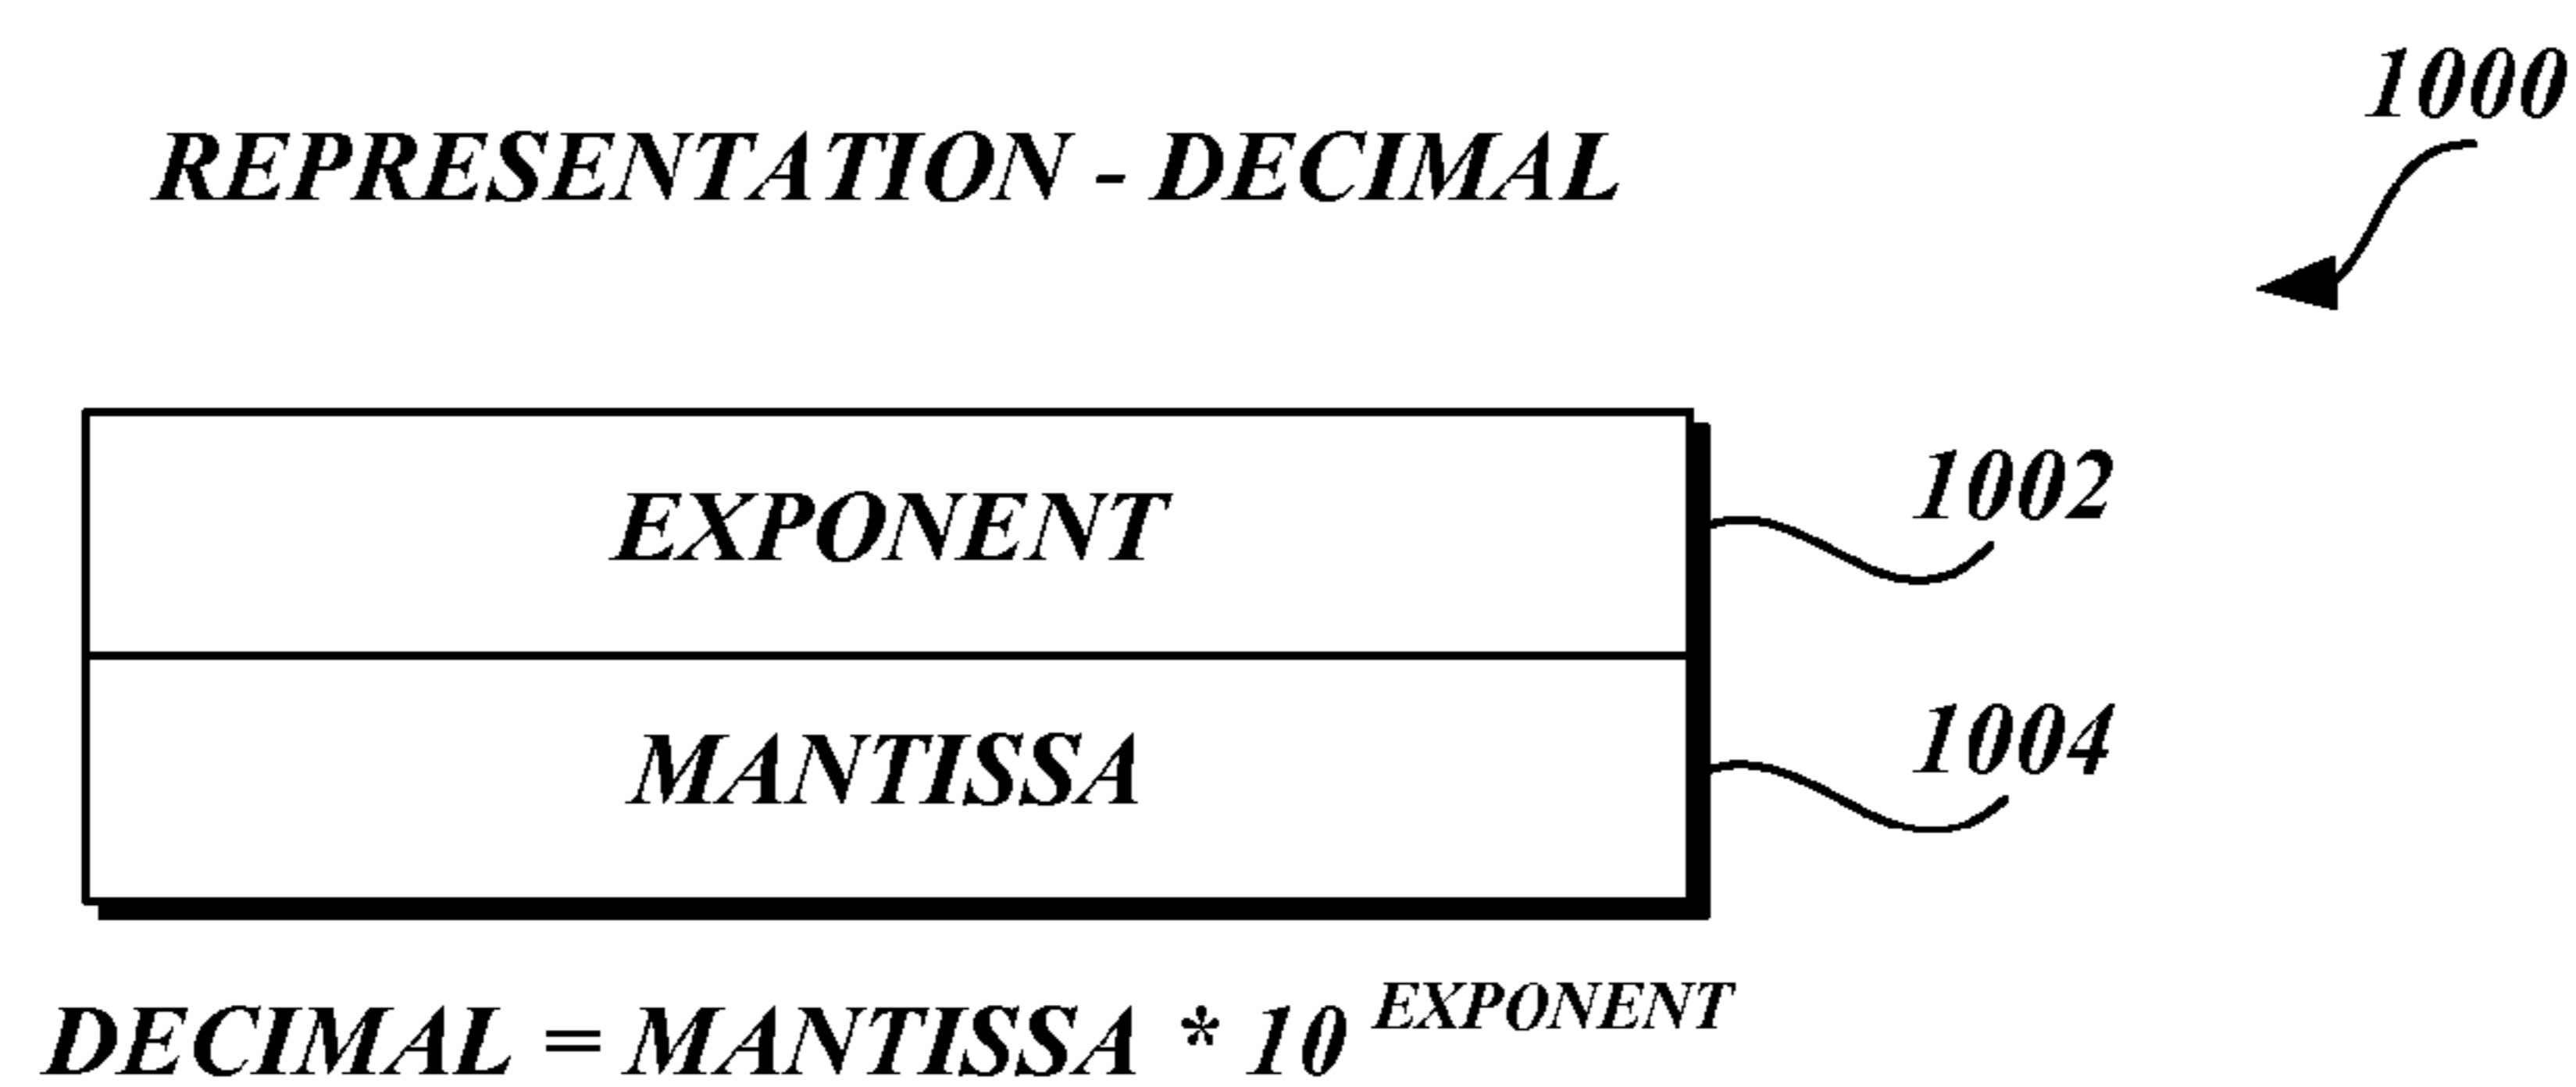 1000
REPRESENTATION - DECIMAL
EXPONENT
1002
MANTISSA
1004
DECIMAL = MANTISSA * 10 EXPONENT